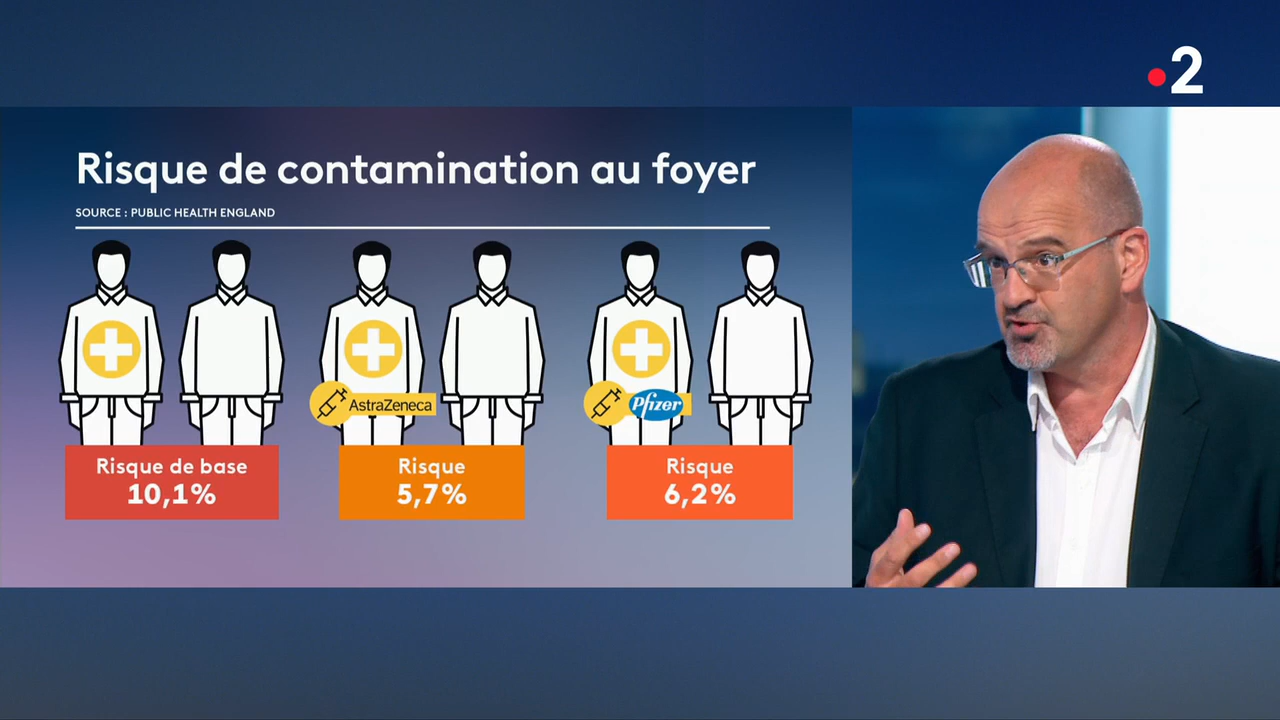 2
Risque de contamination au foyer
SOURCE : PUBLIC HEALTH ENGLAND
AstraZeneca
Pfizer
Risque de base
10,1%
Risque
5,7%
Risque
6,2%